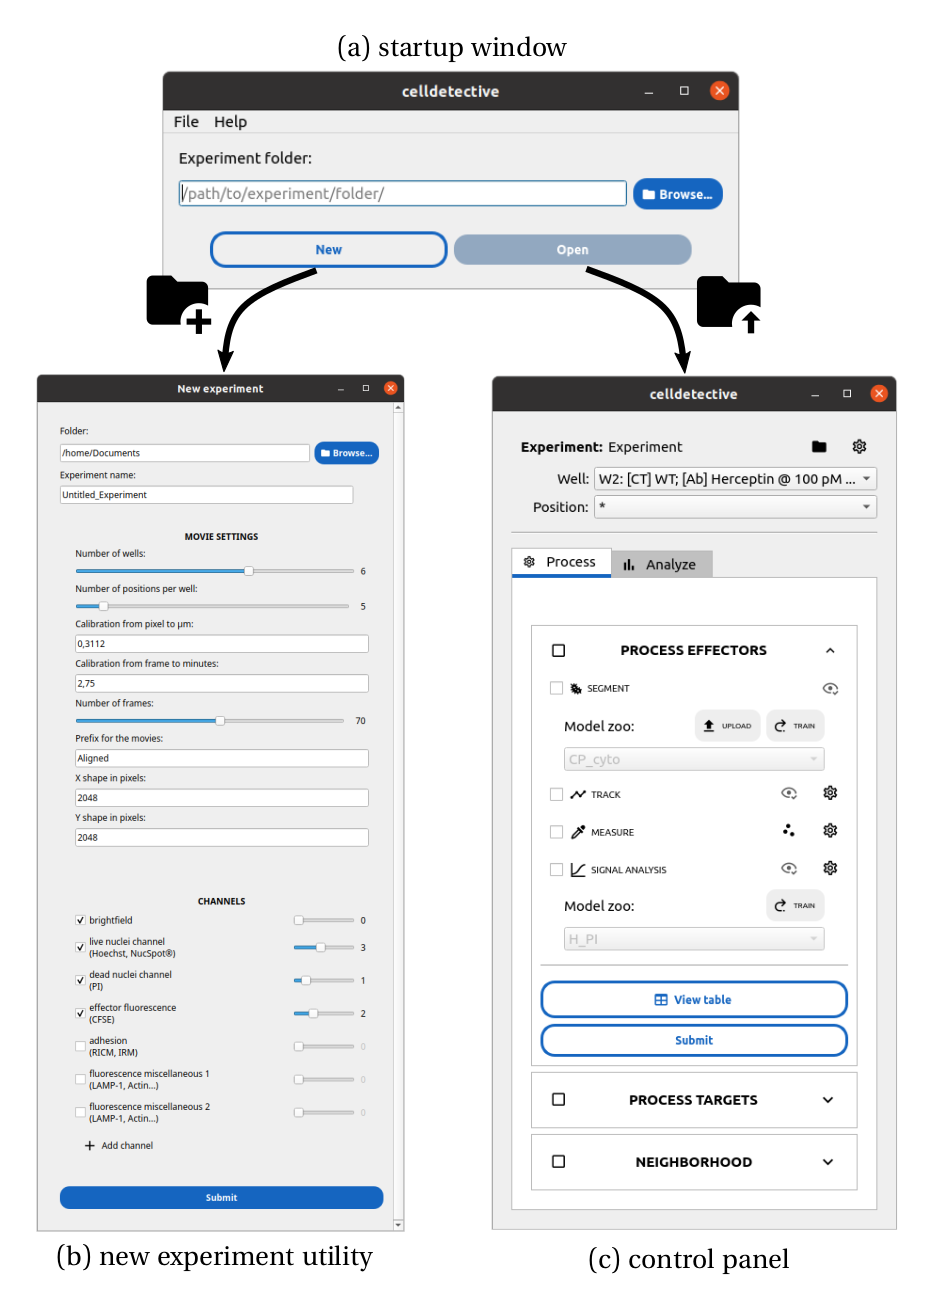 (a) startup window
celldetective
File Help
Experiment folder:
/path/to/experiment/folder/
Browse...
New
Open
New experiment
Folder:
/home/Documents
Browse...
Experiment name:
Untitled_Experiment
MOVIE SETTINGS
Number of wells:
6
Number of positions per well:
5
Calibration from pixel to µm:
0,3112
Calibration from frame to minutes:
2,75
Number of frames:
70
Prefix for the movies:
Aligned
X shape in pixels:
2048
Y shape in pixels:
2048
CHANNELS
brightfield
0
live nuclei channel
(Hoechst, NucSpot®)
3
dead nuclei channel
(PI)
1
effector fluorescence
(CFSE)
2
adhesion
(RICM, IRM)
0
fluorescence miscellaneous 1
(LAMP-1, Actin...)
0
fluorescence miscellaneous 2
(LAMP-1, Actin...)
0
Add channel
Submit
(b) new experiment utility
celldetective
Experiment: Experiment
Well: W2: [CT] WT; [Ab] Herceptin @ 100 pM ...
Position: *
Process
Analyze
PROCESS EFFECTORS
SEGMENT
Model zoo:
UPLOAD
TRAIN
CP_cyto
TRACK
MEASURE
SIGNAL ANALYSIS
Model zoo:
TRAIN
H_PI
View table
Submit
PROCESS TARGETS
NEIGHBORHOOD
(c) control panel